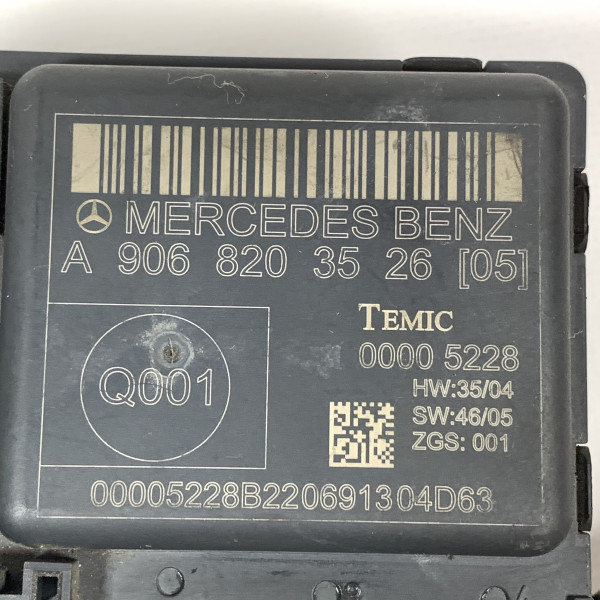 MERCEDES BENZ
A 906 820 35 26 [05]
TEMIC
0000 5228
Q001
HW:35/04
SW:46/05
ZGS: 001
00005228B220691304D63